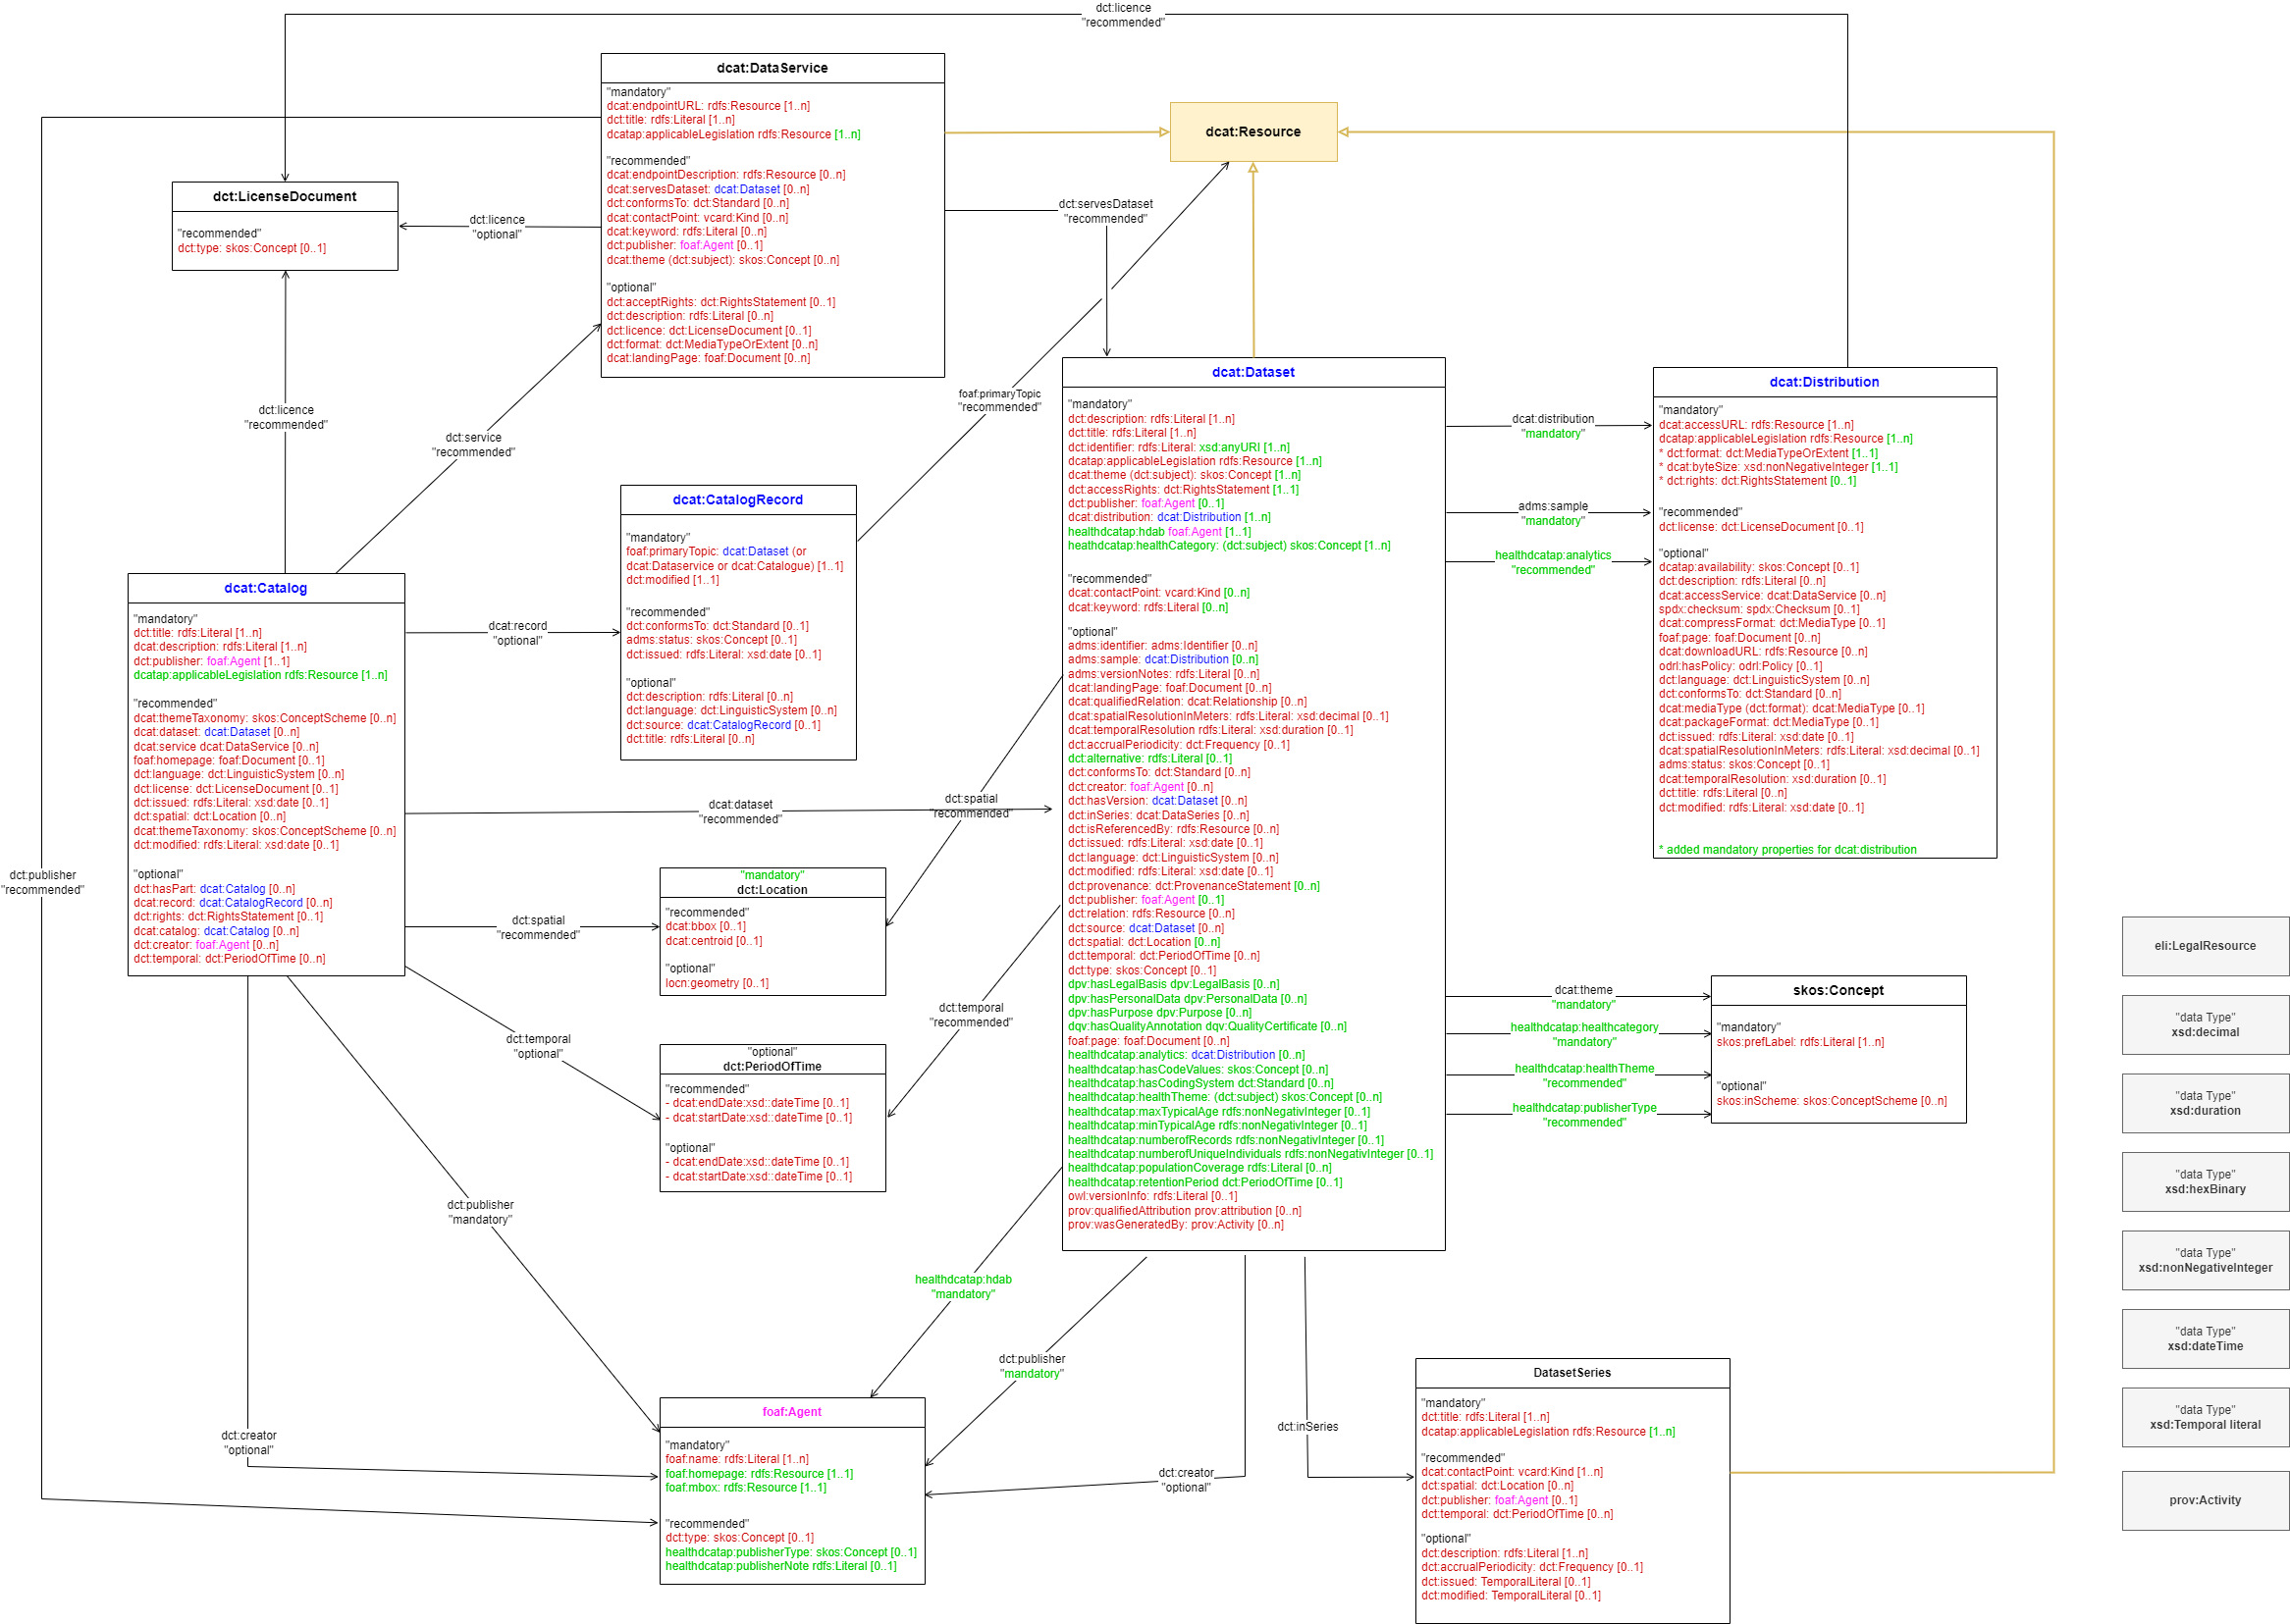 dct:licence
"recommended"
dcat:DataService
"mandatory"
dcat:endpointURL: rdfs:Resource [1..n]
dct:title: rdfs:Literal [1..n]
dcatap:applicableLegislation rdfs:Resource [1..n]
"recommended"
dcat:endpointDescription: rdfs:Resource [0..n]
dcat:servesDataset: dcat:Dataset [0..n]
dct:conformsTo: dct:Standard [0..n]
dcat:contactPoint: vcard:Kind [0..n]
dcat:keyword: rdfs:Literal [0..n]
dct:publisher: foaf:Agent [0..1]
dcat:theme (dct:subject): skos:Concept [0..n]
"optional"
dct:acceptRights: dct:RightsStatement [0..1]
dct:description: rdfs:Literal [0..n]
dct:licence: dct:LicenseDocument [0..1]
dct:format: dct:MediaTypeOrExtent [0..n]
dcat:landingPage: foaf:Document [0..n]
dcat:Resource
dct:LicenseDocument
"recommended"
dct:type: skos:Concept [0..1]
dct:licence
"optional"
dct:servesDataset
"recommended"
dct:licence
"recommended"
dct:service
"recommended"
foaf:primaryTopic
"recommended"
dcat:CatalogRecord
"mandatory"
foaf:primaryTopic: dcat:Dataset (or
dcat:Dataservice or dcat:Catalogue) [1..1]
dct:modified [1..1]
"recommended"
dct:conformsTo: dct:Standard [0..1]
adms:status: skos:Concept [0..1]
dct:issued: rdfs:Literal: xsd:date [0..1]
"optional"
dct:description: rdfs:Literal [0..n]
dct:language: dct:LinguisticSystem [0..n]
dct:source: dcat:CatalogRecord [0..1]
dct:title: rdfs:Literal [0..n]
dcat:Catalog
"mandatory"
dct:title: rdfs:Literal [1..n]
dcat:description: rdfs:Literal [1..n]
dct:publisher: foaf:Agent [1..1]
dcatap:applicableLegislation rdfs:Resource [1..n]
"recommended"
dcat:themeTaxonomy: skos:ConceptScheme [0..n]
dcat:dataset: dcat:Dataset [0..n]
dcat:service dcat:DataService [0..n]
foaf:homepage: foaf:Document [0..1]
dct:language: dct:LinguisticSystem [0..n]
dct:license: dct:LicenseDocument [0..1]
dct:issued: rdfs:Literal: xsd:date [0..1]
dct:spatial: dct:Location [0..n]
dcat:themeTaxonomy: skos:ConceptScheme [0..n]
dct:modified: rdfs:Literal: xsd:date [0..1]
"optional"
dct:hasPart: dcat:Catalog [0..n]
dct:record: dcat:CatalogRecord [0..n]
dct:rights: dct:RightsStatement [0..1]
dcat:catalog: dcat:Catalog [0..n]
dct:creator: foaf:Agent [0..n]
dct:temporal: dct:PeriodOfTime [0..n]
dcat:record
"optional"
dcat:dataset
"recommended"
dct:spatial
"recommended"
dct:publisher
"recommended"
dct:spatial
"recommended"
"mandatory"
dct:Location
"recommended"
dcat:bbox [0..1]
dcat:centroid [0..1]
"optional"
locn:geometry [0..1]
dct:temporal
"optional"
dct:temporal
"recommended"
"optional"
dct:PeriodOfTime
"recommended"
- dcat:endDate:xsd::dateTime [0..1]
- dcat:startDate:xsd::dateTime [0..1]
"optional"
- dcat:endDate:xsd::dateTime [0..1]
- dcat:startDate:xsd::dateTime [0..1]
dcat:Dataset
"mandatory"
dct:description: rdfs:Literal [1..n]
dct:title: rdfs:Literal [1..n]
dct:identifier: rdfs:Literal: xsd:anyURI [1..n]
dcatap:applicableLegislation rdfs:Resource [1..n]
dcat:theme (dct:subject): skos:Concept [1..n]
dct:accessRights: dct:RightsStatement [1..1]
dct:publisher: foaf:Agent [0..1]
dcat:distribution: dcat:Distribution [1..n]
healthdcatap:hdab foaf:Agent [1..1]
heathdcatap:healthCategory: (dct:subject) skos:Concept [1..n]
"recommended"
dcat:contactPoint: vcard:Kind [0..n]
dcat:keyword: rdfs:Literal [0..n]
"optional"
adms:identifier: adms:Identifier [0..n]
adms:sample: dcat:Distribution [0..n]
adms:versionNotes: rdfs:Literal [0..n]
dcat:landingPage: foaf:Document [0..n]
dcat:qualifiedRelation: dcat:Relationship [0..n]
dcat:spatialResolutionInMeters: rdfs:Literal: xsd:decimal [0..1]
dcat:temporalResolution rdfs:Literal: xsd:duration [0..1]
dct:accrualPeriodicity: dct:Frequency [0..1]
dct:alternative: rdfs:Literal [0..1]
dct:conformsTo: dct:Standard [0..n]
dct:creator: foaf:Agent [0..n]
dct:hasVersion: dcat:Dataset [0..n]
dct:inSeries: dcat:DataSeries [0..n]
dct:isReferencedBy: rdfs:Resource [0..n]
dct:issued: rdfs:Literal: xsd:date [0..1]
dct:language: dct:LinguisticSystem [0..n]
dct:modified: rdfs:Literal: xsd:date [0..1]
dct:provenance: dct:ProvenanceStatement [0..n]
dct:publisher: foaf:Agent [0..1]
dct:relation: rdfs:Resource [0..n]
dct:source: dcat:Dataset [0..n]
dct:spatial: dct:Location [0..n]
dct:temporal: dct:PeriodOfTime [0..n]
dct:type: skos:Concept [0..1]
dpv:hasLegalBasis dpv:LegalBasis [0..n]
dpv:hasPersonalData dpv:PersonalData [0..n]
dpv:hasPurpose dpv:Purpose [0..n]
dqv:hasQualityAnnotation dqv:QualityCertificate [0..n]
foaf:page: foaf:Document [0..n]
healthdcatap:analytics: dcat:Distribution [0..n]
healthdcatap:hasCodeValues: skos:Concept [0..n]
healthdcatap:hasCodingSystem dct:Standard [0..n]
healthdcatap:healthTheme: (dct:subject) skos:Concept [0..n]
healthdcatap:maxTypicalAge rdfs:nonNegativInteger [0..1]
healthdcatap:minTypicalAge rdfs:nonNegativInteger [0..1]
healthdcatap:numberofRecords rdfs:nonNegativInteger [0..1]
healthdcatap:numberofUniqueIndividuals rdfs:nonNegativInteger [0..1]
healthdcatap:populationCoverage rdfs:Literal [0..n]
healthdcatap:retentionPeriod dct:PeriodOfTime [0..1]
owl:versionInfo: rdfs:Literal [0..1]
prov:qualifiedAttribution prov:attribution [0..n]
prov:wasGeneratedBy: prov:Activity [0..n]
dcat:distribution
"mandatory"
adms:sample
"mandatory"
healthdcatap:analytics
"recommended"
dcat:Distribution
"mandatory"
dcat:accessURL: rdfs:Resource [1..n]
dcatap:applicableLegislation rdfs:Resource [1..n]
* dct:format: dct:MediaTypeOrExtent [1..1]
* dcat:byteSize: xsd:nonNegativeInteger [1..1]
* dct:rights: dct:RightsStatement [0..1]
"recommended"
dct:license: dct:LicenseDocument [0..1]
"optional"
dcatap:availability: skos:Concept [0..1]
dct:description: rdfs:Literal [0..n]
dcat:accessService: dcat:DataService [0..n]
spdx:checksum: spdx:Checksum [0..1]
dcat:compressFormat: dct:MediaType [0..1]
foaf:page: foaf:Document [0..n]
dcat:downloadURL: rdfs:Resource [0..n]
odrl:hasPolicy: odrl:Policy [0..1]
dct:language: dct:LinguisticSystem [0..n]
dct:conformsTo: dct:Standard [0..n]
dcat:mediaType (dct:format): dcat:MediaType [0..1]
dcat:packageFormat: dct:MediaType [0..1]
dct:issued: rdfs:Literal: xsd:date [0..1]
dcat:spatialResolutionInMeters: rdfs:Literal: xsd:decimal [0..1]
adms:status: skos:Concept [0..1]
dcat:temporalResolution: xsd:duration [0..1]
dct:title: rdfs:Literal [0..n]
dct:modified: rdfs:Literal: xsd:date [0..1]
* added mandatory properties for dcat:distribution
dcat:theme
"mandatory"
healthdcatap:healthcategory
"mandatory"
healthdcatap:healthTheme
"recommended"
healthdcatap:publisherType
"recommended"
skos:Concept
"mandatory"
skos:prefLabel: rdfs:Literal [1..n]
"optional"
skos:inScheme: skos:ConceptScheme [0..n]
eli:LegalResource
"data Type"
xsd:decimal
"data Type"
xsd:duration
"data Type"
xsd:hexBinary
"data Type"
xsd:nonNegativeInteger
"data Type"
xsd:dateTime
"data Type"
xsd:Temporal literal
prov:Activity
dct:publisher
"mandatory"
healthdcatap:hdab
"mandatory"
dct:publisher
"mandatory"
dct:creator
"optional"
dct:creator
"optional"
dct:inSeries
foaf:Agent
"mandatory"
foaf:name: rdfs:Literal [1..n]
foaf:homepage: rdfs:Resource [1..1]
foaf:mbox: rdfs:Resource [1..1]
"recommended"
dct:type: skos:Concept [0..1]
healthdcatap:publisherType: skos:Concept [0..1]
healthdcatap:publisherNote rdfs:Literal [0..1]
DatasetSeries
"mandatory"
dct:title: rdfs:Literal [1..n]
dcatap:applicableLegislation rdfs:Resource [1..n]
"recommended"
dcat:contactPoint: vcard:Kind [1..n]
dct:spatial: dct:Location [0..n]
dct:publisher: foaf:Agent [0..1]
dct:temporal: dct:PeriodOfTime [0..n]
"optional"
dct:description: rdfs:Literal [1..n]
dct:accrualPeriodicity: dct:Frequency [0..1]
dct:issued: TemporalLiteral [0..1]
dct:modified: TemporalLiteral [0..1]